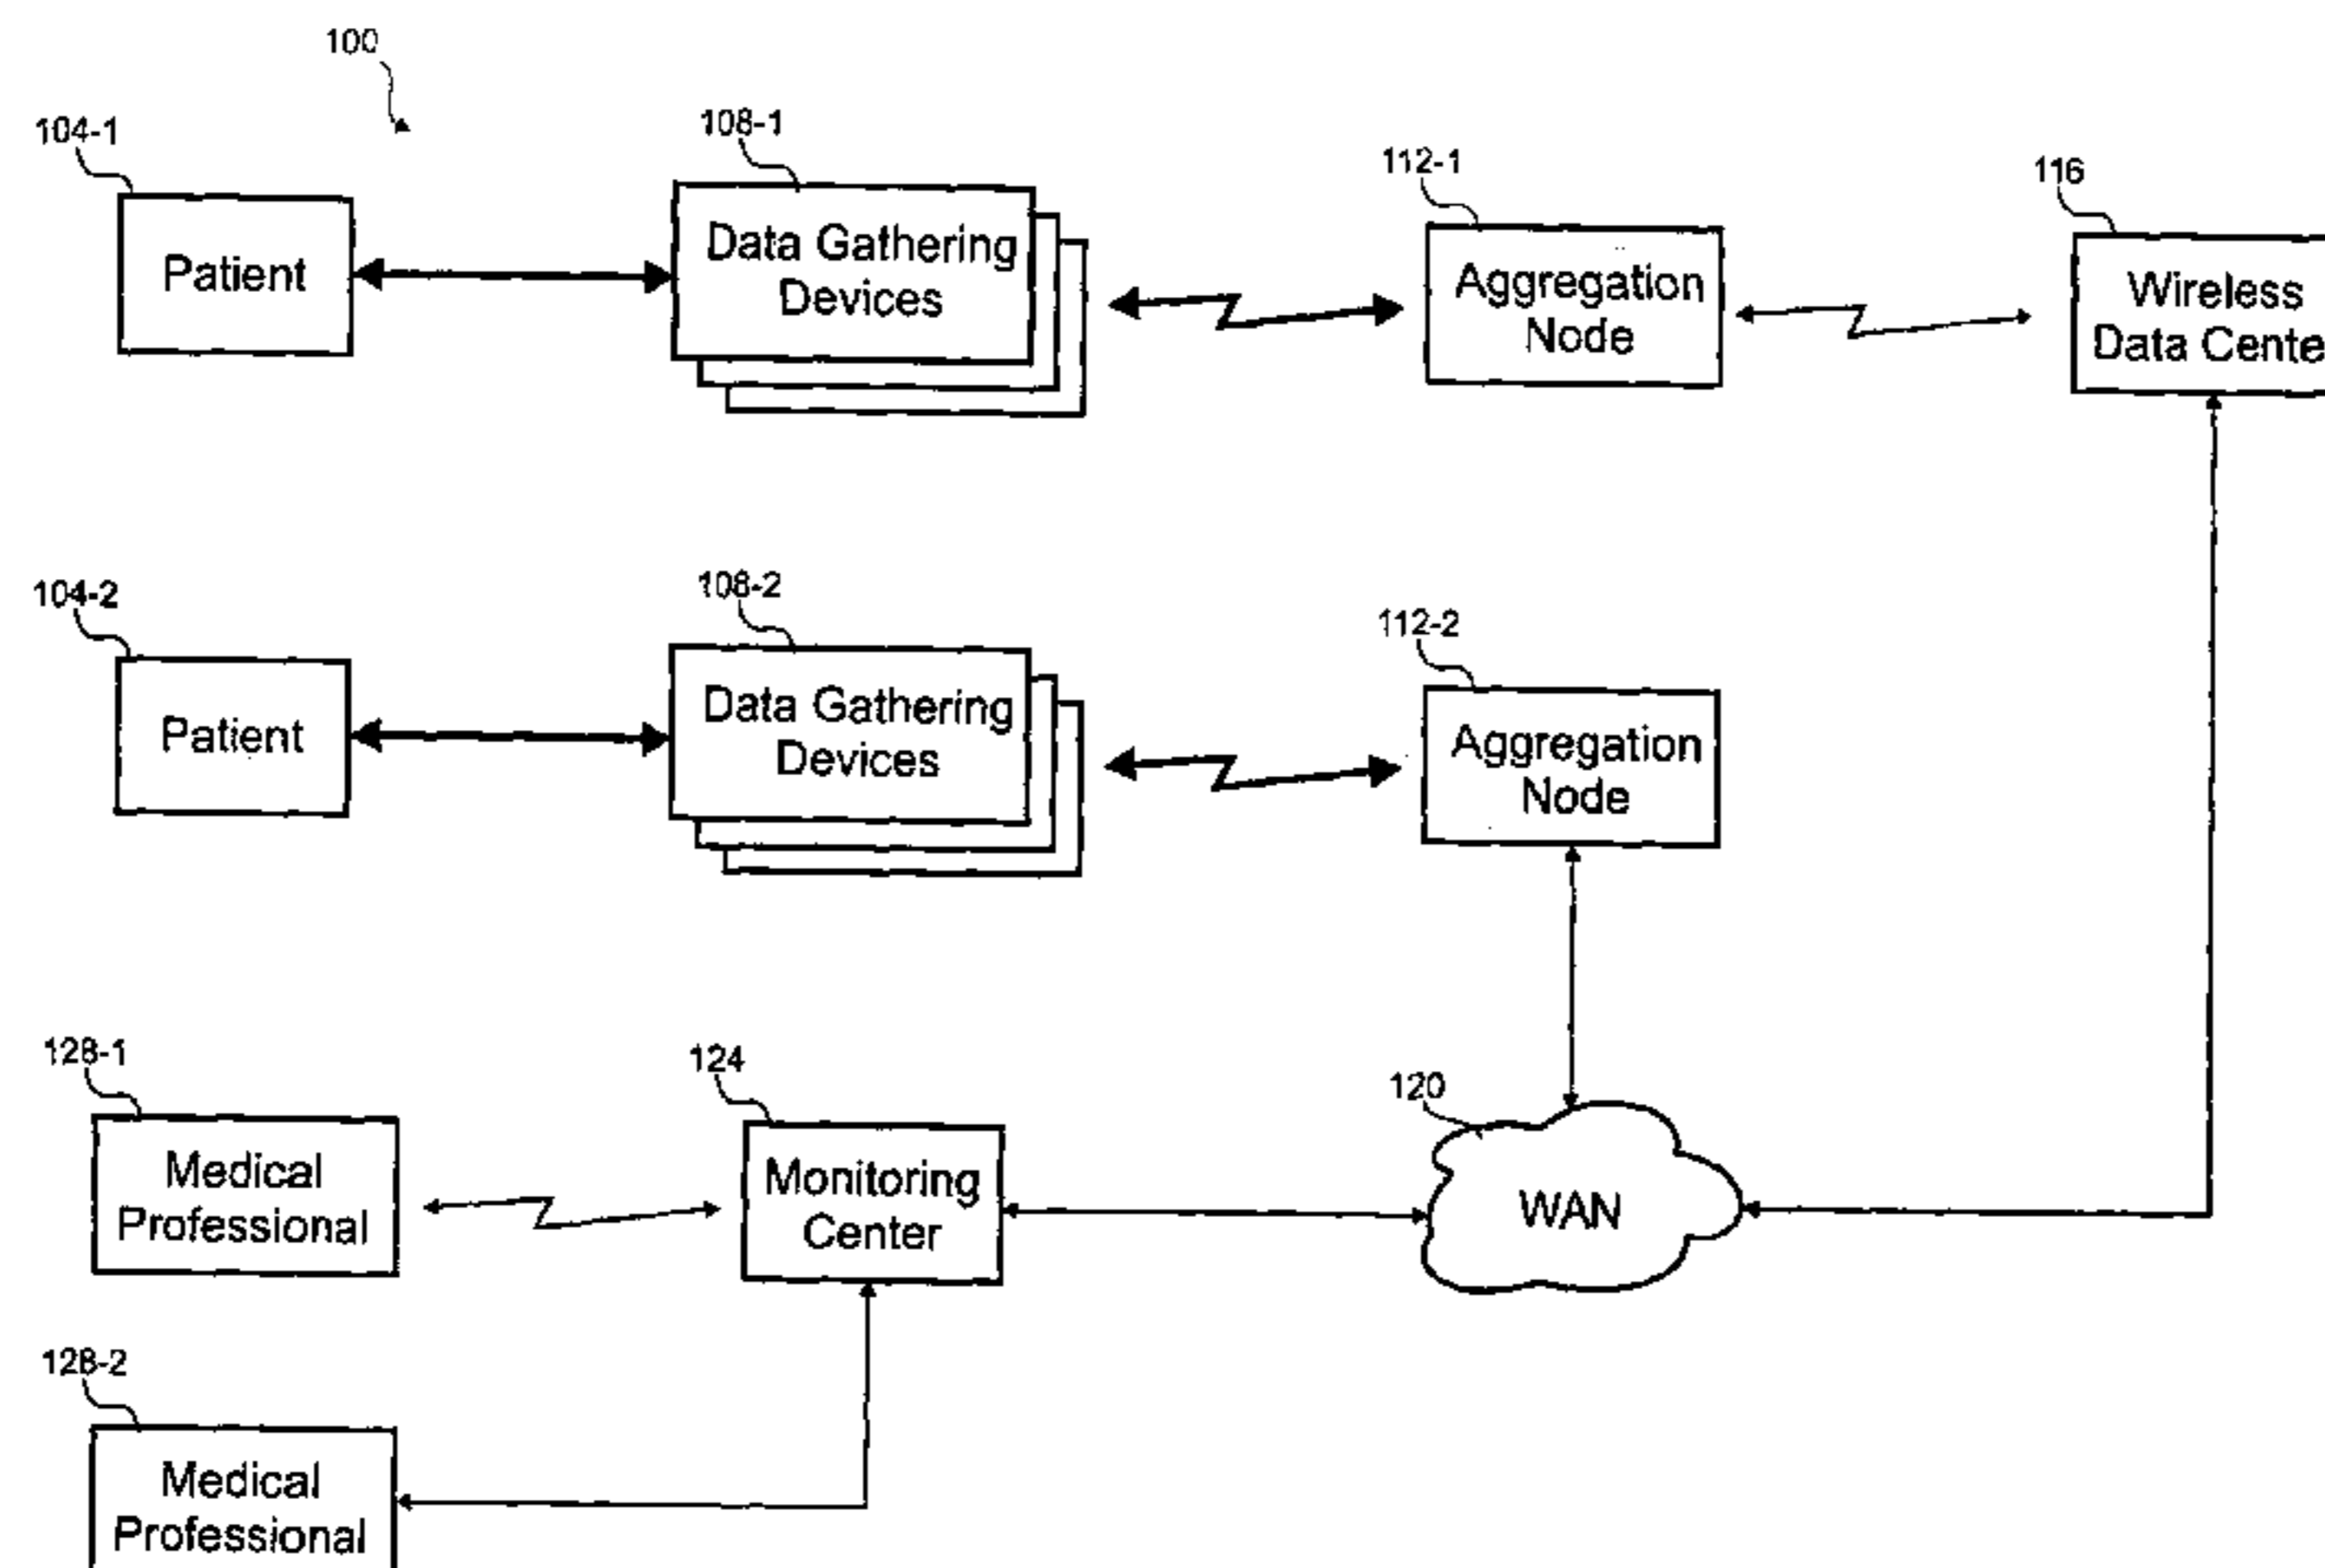 100
104-1
108-1
112-1
116
Patient
Data Gathering
Devices
Aggregation
Node
Wireless
Data Cente
104-2
108-2
112-2
Patient
Data Gathering
Devices
Aggregation
Node
128-1
124
120
Medical
Professional
Monitoring
Center
WAN
128-2
Medical
Professional